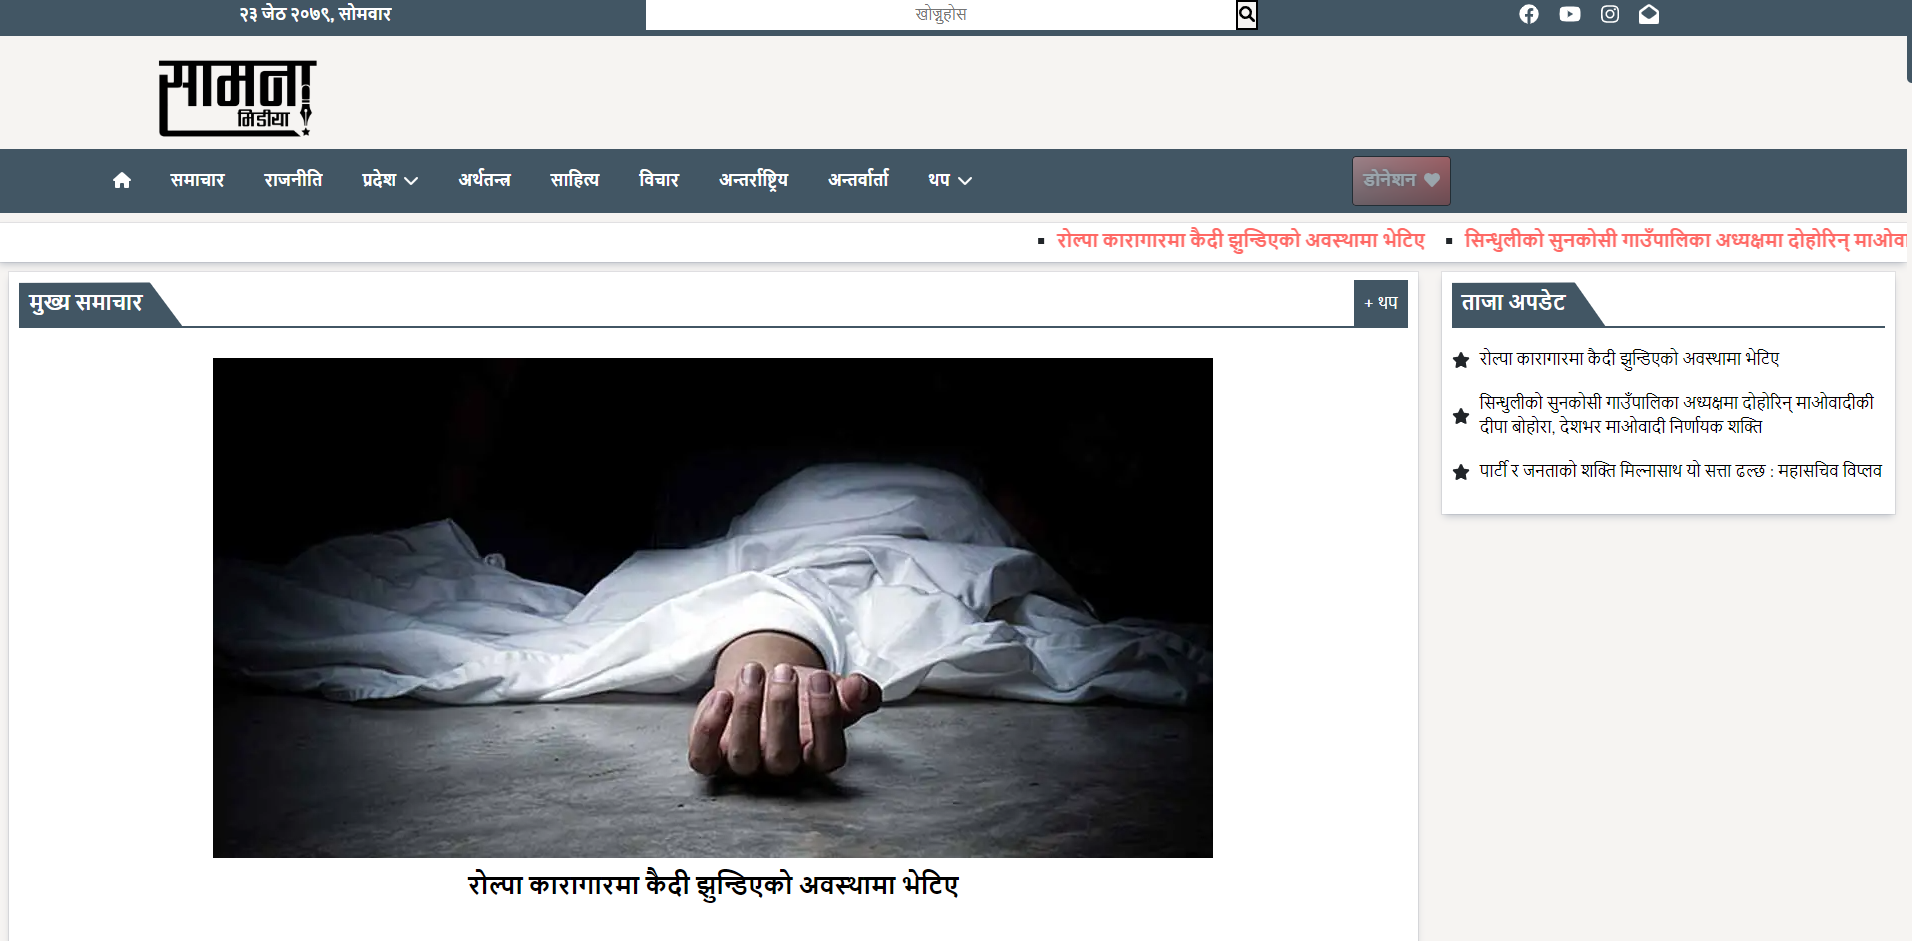 २३ जेठ २०७९, सोमवार
खोज्नुहोस
सामना
मिडीया
समाचार राजनीति प्रदेश अर्थतन्त्र साहित्य विचार अन्तर्राष्ट्रिय अन्तर्वार्ता थप डोनेशन
रोल्पा कारागारमा कैदी झुन्डिएको अवस्थामा भेटिए सिन्धुलीको सुनकोसी गाउँपालिका अध्यक्षमा दोहोरिन् माओवा
मुख्य समाचार
+ थप
रोल्पा कारागारमा कैदी झुन्डिएको अवस्थामा भेटिए
ताजा अपडेट
रोल्पा कारागारमा कैदी झुन्डिएको अवस्थामा भेटिए
सिन्धुलीको सुनकोसी गाउँपालिका अध्यक्षमा दोहोरिन् माओवादीकी
दीपा बोहोरा, देशभर माओवादी निर्णायक शक्ति
पार्टी र जनताको शक्ति मिल्नासाथ यो सत्ता ढल्छ : महासचिव विप्लव